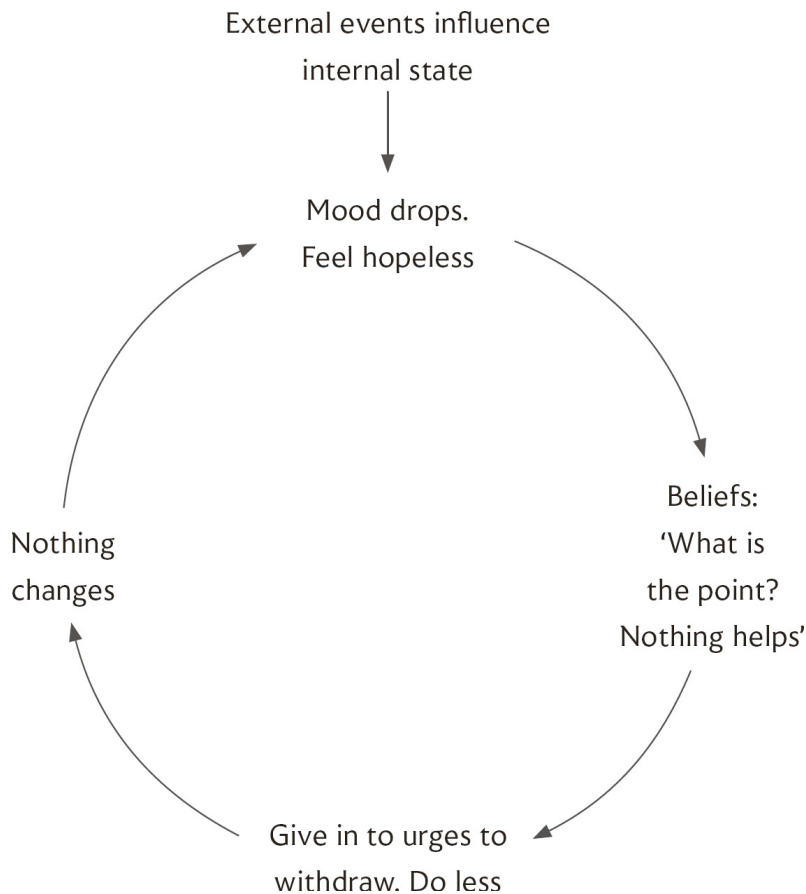 External events influence
internal state
Mood drops.
Feel hopeless
Beliefs:
‘What is
the point?
Nothing helps’
Give in to urges to
withdraw. Do less
Nothing
changes